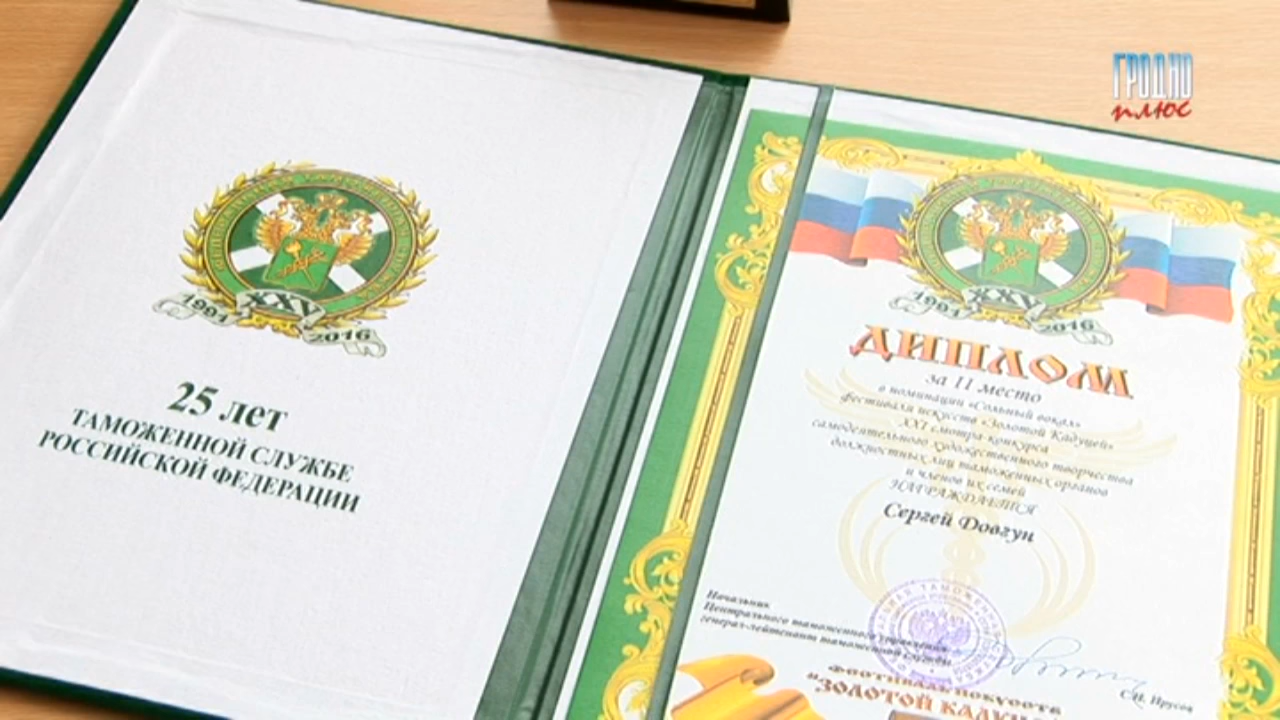 ГРОДНО
плюс
XXV
1991 2016
25 лет
ТАМОЖЕННОЙ СЛУЖБЕ
РОССИЙСКОЙ ФЕДЕРАЦИИ
XXV
1991 2016
ДИПЛОМ
за II место
в номинации «Сольный вокал»
фестиваля искусств «Золотой Кадуцей»
XXI смотра-конкурса
самодеятельного художественного творчества
должностных лиц таможенных органов
и членов их семей
НАГРАЖДАЕТСЯ
Сергей Довгун
Начальник
Центрального таможенного управления
генерал-лейтенант таможенной службы
С.Н. Прусов
ФЕСТИВАЛЬ ИСКУССТВ
"ЗОЛОТОЙ